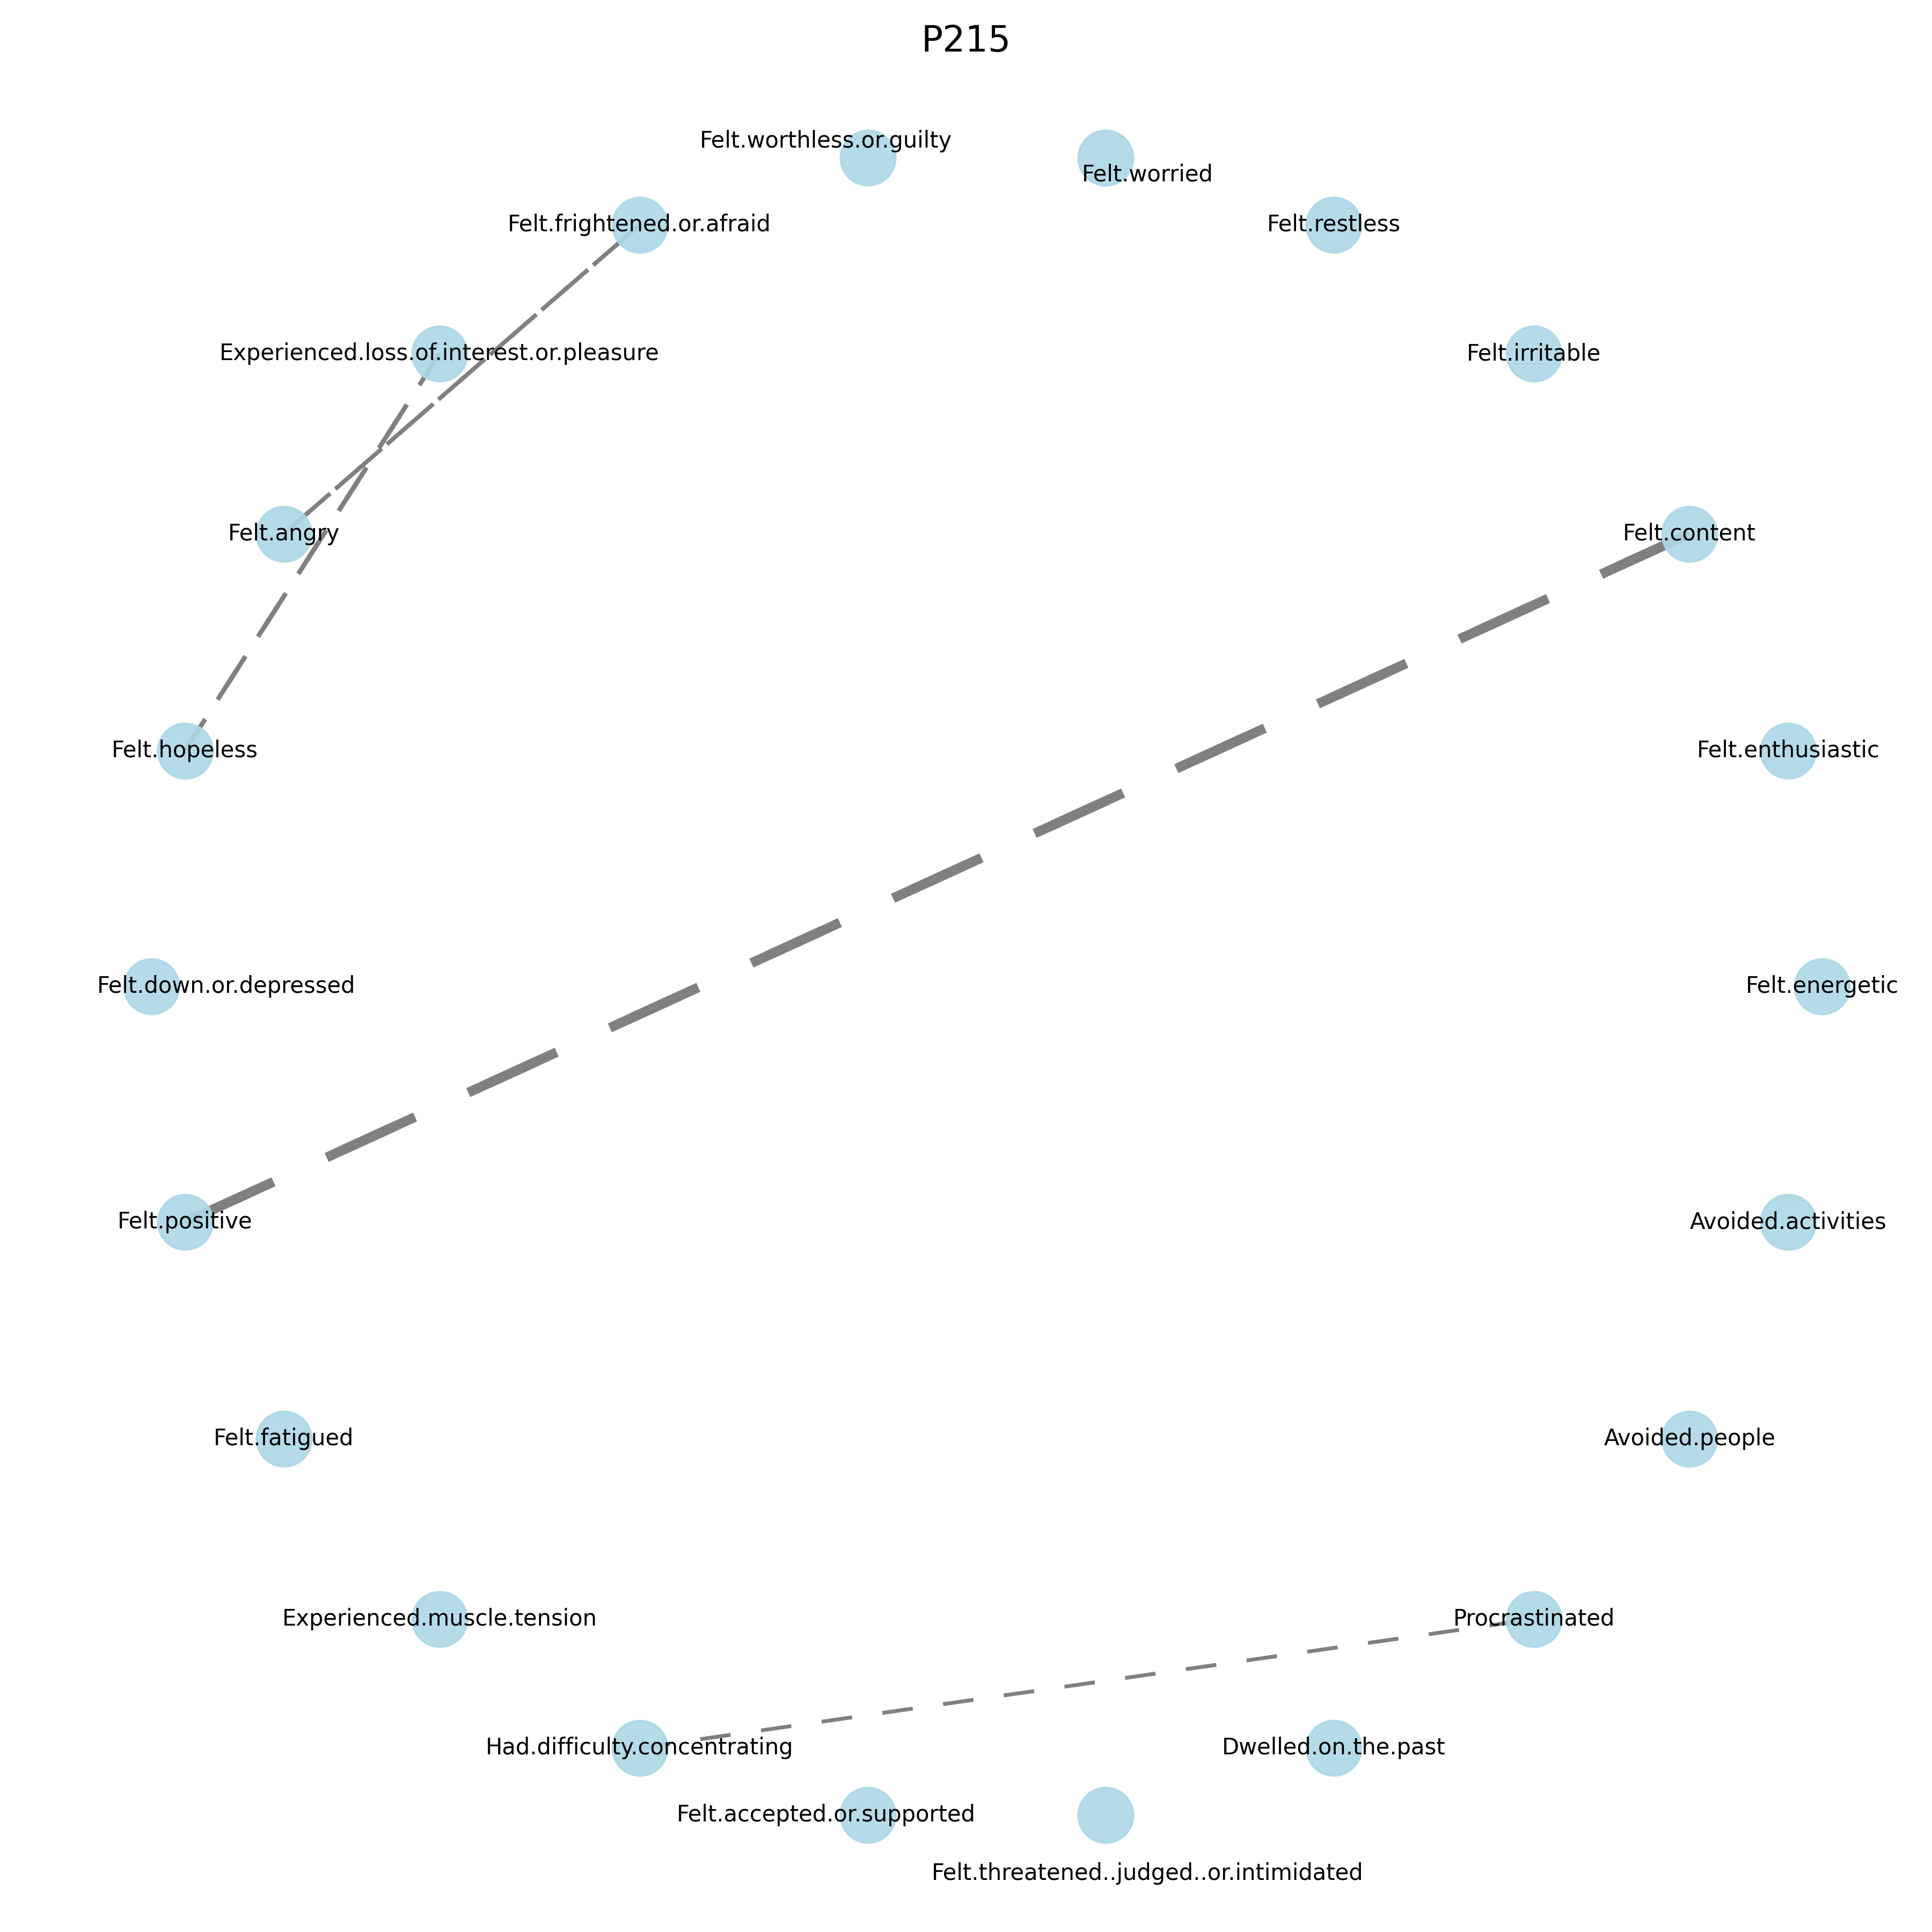 P215
Felt.worthless.or.guilty
Felt.worried
Felt.frightened.or.afraid
Felt.restless
Experienced.loss.of.interest.or.pleasure
Felt.irritable
Felt.angry
Felt.content
Felt.hopeless
Felt.enthusiastic
Felt.down.or.depressed
Felt.energetic
Felt.positive
Avoided.activities
Felt.fatigued
Avoided.people
Experienced.muscle.tension
Procrastinated
Had.difficulty.concentrating
Dwelled.on.the.past
Felt.accepted.or.supported
Felt.threatened..judged..or.intimidated